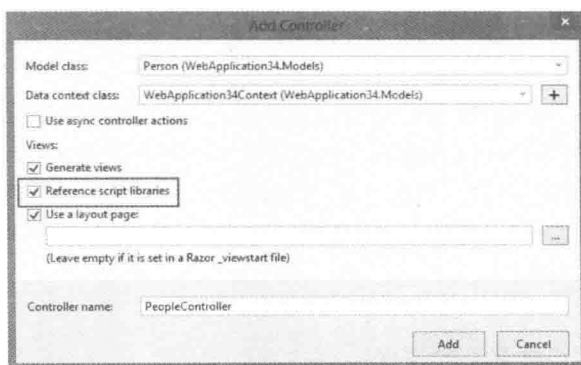 Add Controller
Model class: Person (WebApplication34.Models)
Data context class: WebApplication34Context (WebApplication34.Models) +
Use async controller actions
Views:
Generate views
Reference script libraries
Use a layout page:
...
(Leave empty if it is set in a Razor _viewstart file)
Controller name: PeopleController
Add Cancel